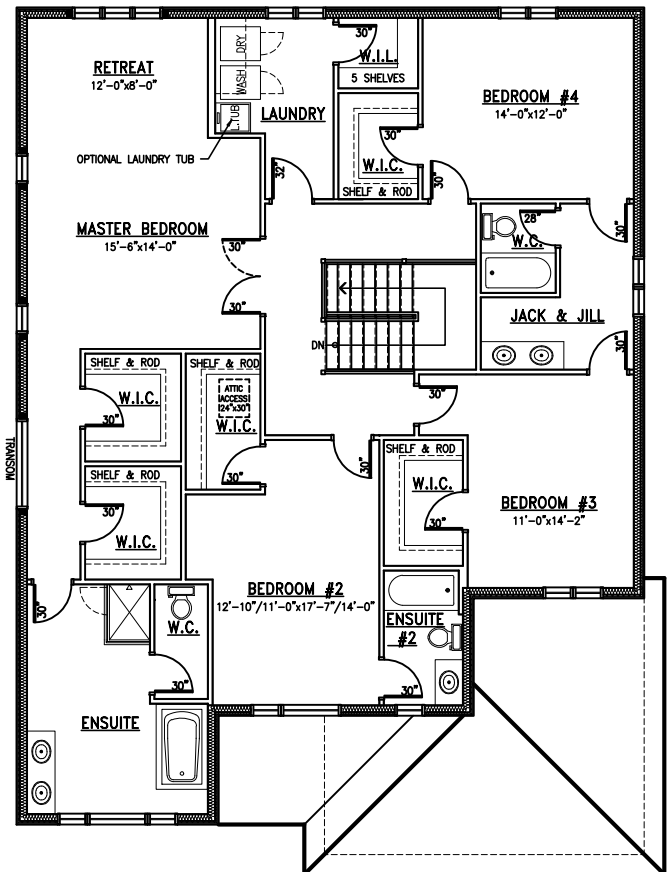 RETREAT
12'-0"x8'-0"
WASH
DRY
L.TUB
LAUNDRY
OPTIONAL LAUNDRY TUB
32"
30"
W.I.L.
5 SHELVES
30"
W.I.C.
SHELF & ROD
BEDROOM #4
14'-0"x12'-0"
30"
28"
W.C.
30"
JACK & JILL
30"
MASTER BEDROOM
15'-6"x14'-0"
30"
30"
DN
SHELF & ROD
W.I.C.
30"
SHELF & ROD
ATTIC
ACCESS
24"x30"
W.I.C.
30"
TRANSOM
SHELF & ROD
30"
W.I.C.
30"
30"
SHELF & ROD
W.I.C.
30"
BEDROOM #3
11'-0"x14'-2"
BEDROOM #2
12'-10"/11'-0"x17'-7"/14'-0"
ENSUITE
#2
30"
30"
W.C.
30"
ENSUITE